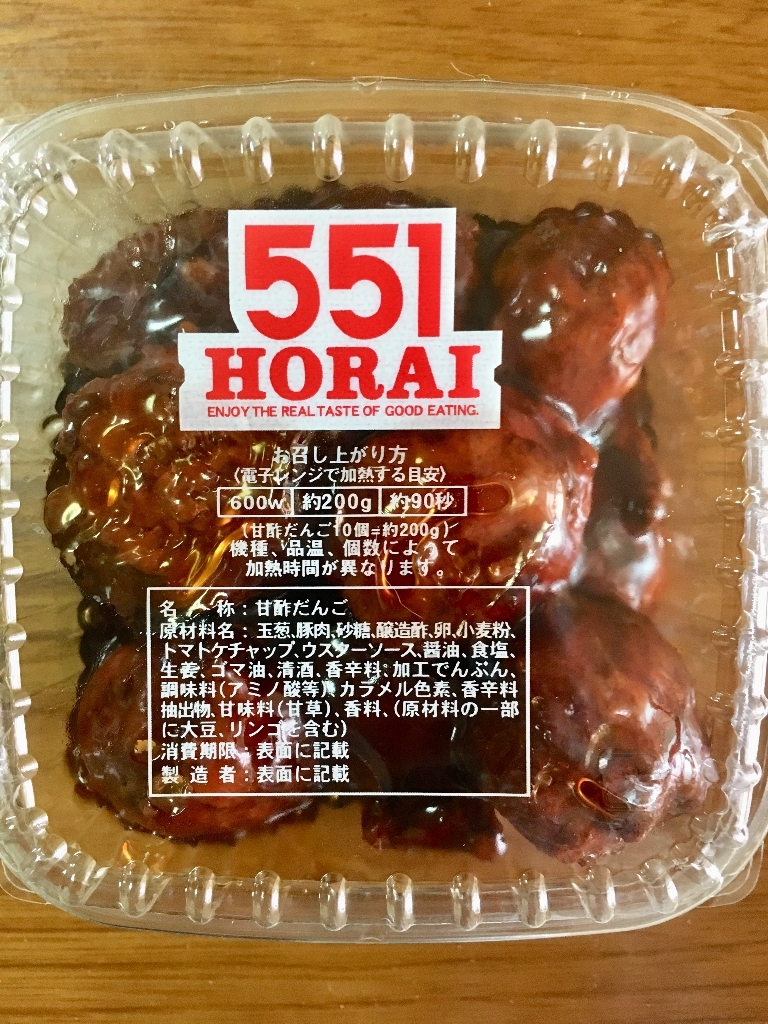 551
HORAI
ENJOY THE REAL TASTE OF GOOD EATING.
お召し上がり方
〈電子レンジで加熱する目安〉
600w 約200g 約90秒
(甘酢だんご10個=約200g)
機種、品温、個数によって
加熱時間が異なります。
名 称:甘酢だんご
原材料名:玉葱、豚肉、砂糖、醸造酢、卵、小麦粉、
トマトケチャップ、ウスターソース、醤油、食塩、
生姜、ゴマ油、清酒、香辛料、加工でんぷん、
調味料(アミノ酸等)、カラメル色素、香辛料
抽出物、甘味料(甘草)、香料、(原材料の一部
に大豆、リンゴを含む)
消費期限:表面に記載
製造者:表面に記載